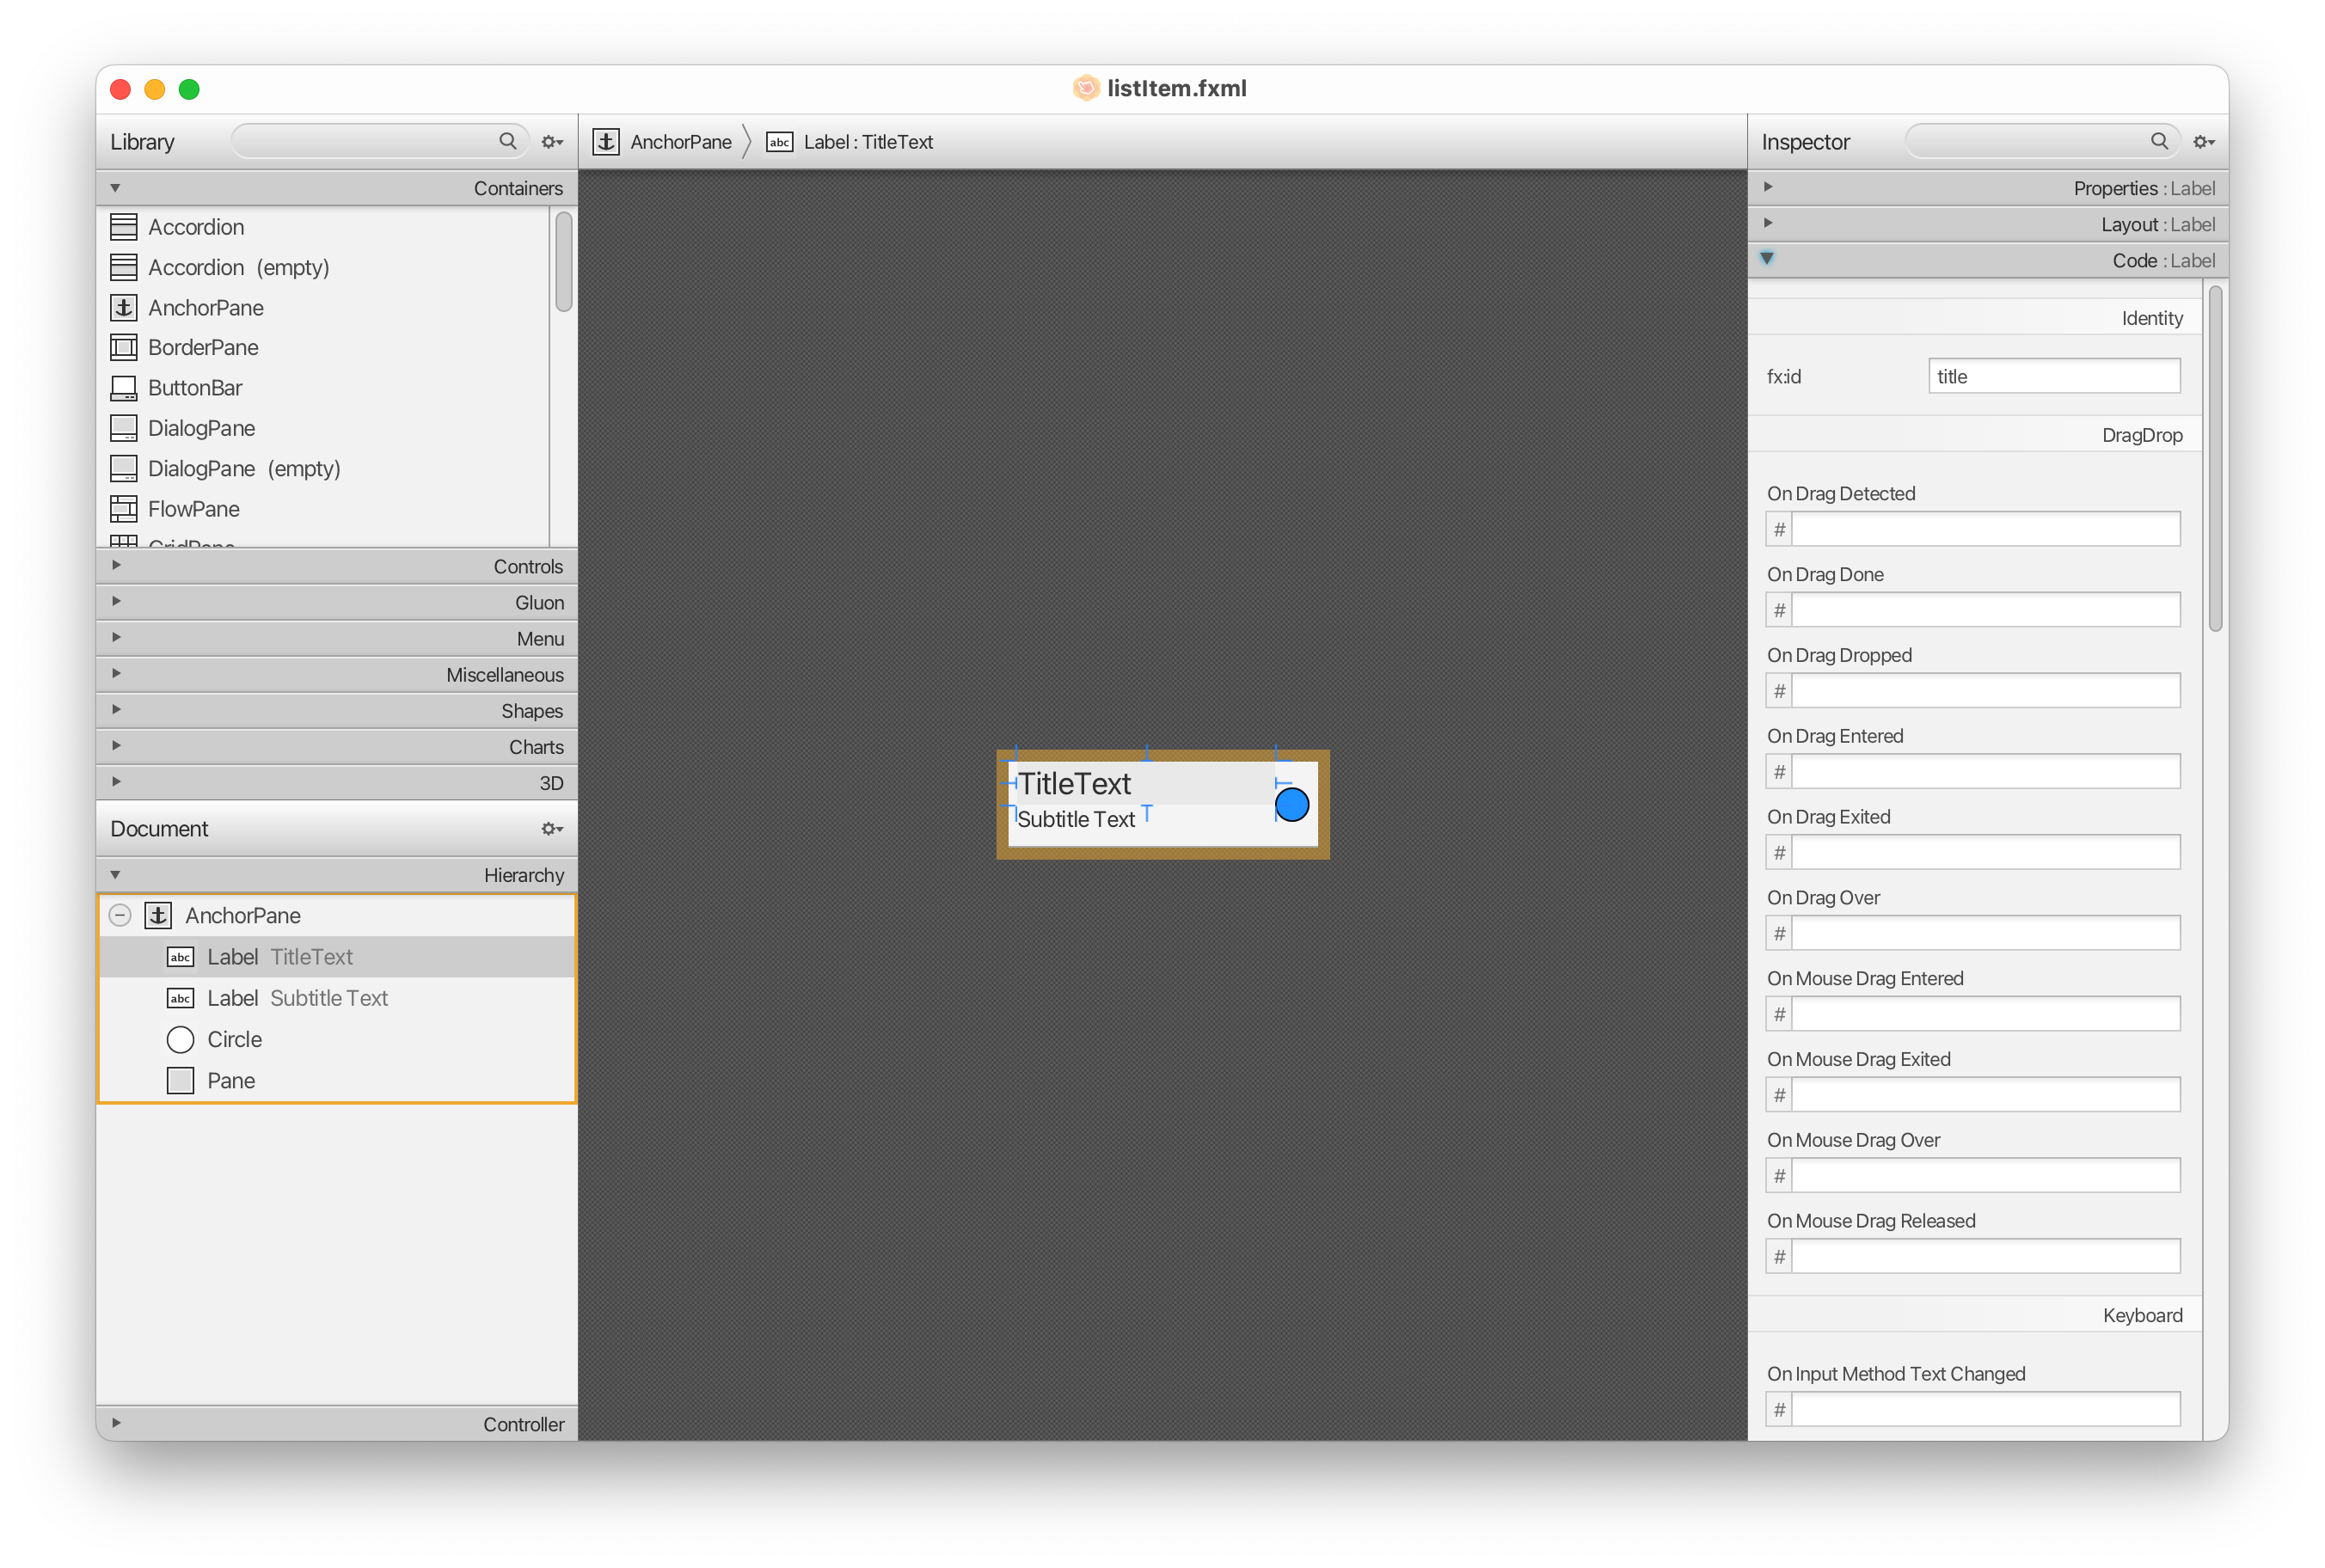 listItem.fxml
Library
Containers
Accordion
Accordion (empty)
AnchorPane
BorderPane
ButtonBar
DialogPane
DialogPane (empty)
FlowPane
GridPane
Controls
Gluon
Menu
Miscellaneous
Shapes
Charts
3D
Document
Hierarchy
AnchorPane
abc Label TitleText
abc Label Subtitle Text
Circle
Pane
Controller
AnchorPane
abc Label : TitleText
TitleText
Subtitle Text
Inspector
Properties : Label
Layout : Label
Code : Label
Identity
fx:id title
DragDrop
On Drag Detected
#
On Drag Done
#
On Drag Dropped
#
On Drag Entered
#
On Drag Exited
#
On Drag Over
#
On Mouse Drag Entered
#
On Mouse Drag Exited
#
On Mouse Drag Over
#
On Mouse Drag Released
#
Keyboard
On Input Method Text Changed
#